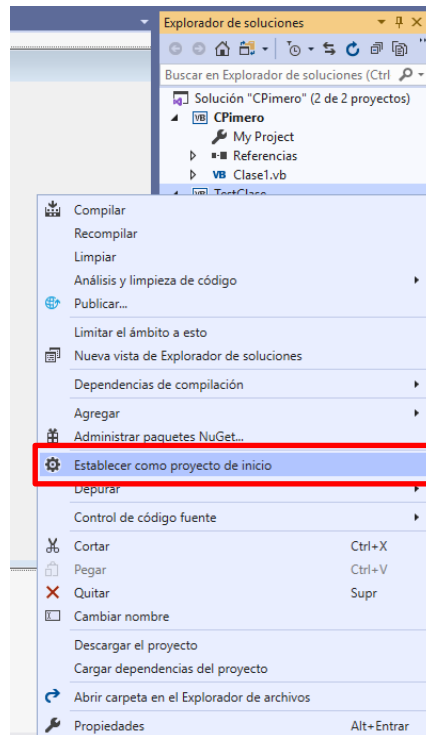 Explorador de soluciones
Buscar en Explorador de soluciones (Ctrl
Solución "CPimero" (2 de 2 proyectos)
VB CPimero
My Project
Referencias
VB Clase1.vb
VB TestClase
Compilar
Recompilar
Limpiar
Análisis y limpieza de código
Publicar...
Limitar el ámbito a esto
Nueva vista de Explorador de soluciones
Dependencias de compilación
Agregar
Administrar paquetes NuGet...
Establecer como proyecto de inicio
Depurar
Control de código fuente
Cortar Ctrl+X
Pegar Ctrl+V
Quitar Supr
Cambiar nombre
Descargar el proyecto
Cargar dependencias del proyecto
Abrir carpeta en el Explorador de archivos
Propiedades Alt+Entrar